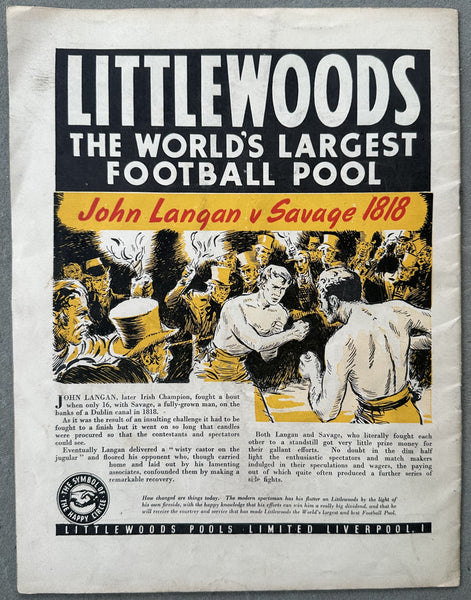 LITTLEWOODS
THE WORLD'S LARGEST
FOOTBALL POOL
John Langan v Savage 1818
JOHN LANGAN, later Irish Champion, fought a bout
when only 16, with Savage, a fully-grown man, on the
banks of a Dublin canal in 1818. -
As it was the result of an insulting challenge it had to be
fought to a finish but it went on so long that candles
were procured so that the contestants and spectators
could see.
Eventually Langan delivered a " wisty castor on the
jugular " and floored his opponent who, though carried
home and laid out by his lamenting
associates, confounded them by making a
remarkable recovery.
Both Langan and Savage, who literally fought each
other to a standstill got very little prize money for
their gallant efforts. No doubt in the dim half
light the enthusiastic spectators and match makers
indulged in their speculations and wagers, the paying
out of which quite often produced a further series of
side fights.
THE SYMBOL OF
THE HAPPY CIRCLE
How changed are things today. The modern sportsman has his flutter on Littlewoods by the light of
his own fireside, with the happy knowledge that his efforts can win him a really big dividend, and that he
will receive the courtesy and service that has made Littlewoods the World's largest and best Football Pool.
LITTLEWOODS POOLS LIMITED LIVERPOOL.1